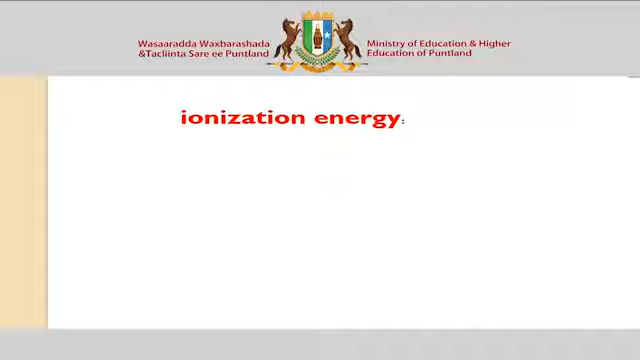 Wasaaradda Waxbarashada
&Tacliinta Sare ee Puntland
Ministry of Education & Higher
Education of Puntland
ionization energy: